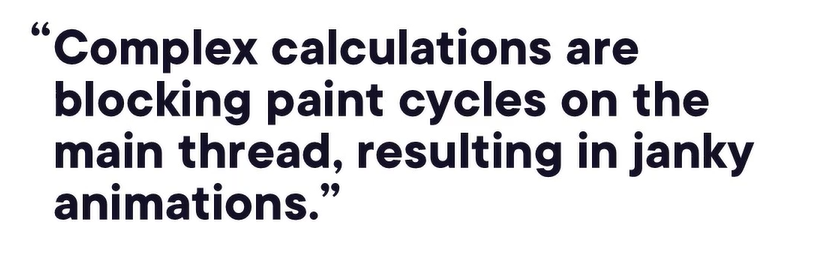 “Complex calculations are
blocking paint cycles on the
main thread, resulting in janky
animations.”